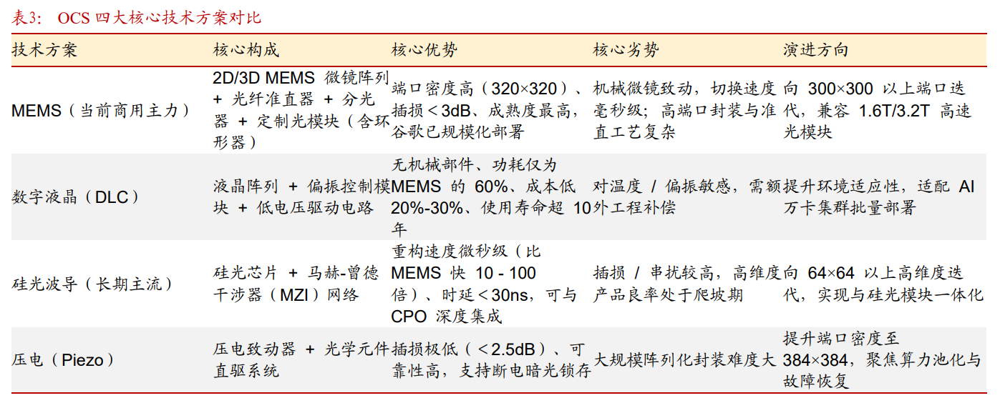 表3： OCS 四大核心技术方案对比
技术方案 核心构成 核心优势 核心劣势 演进方向
MEMS（当前商用主力）
2D/3D MEMS 微镜阵列
+ 光纤准直器 + 分光
器 + 定制光模块（含环
形器）
端口密度高（320×320）、
插损＜3dB、成熟度最高，
谷歌已规模化部署
机械微镜致动，切换速度
毫秒级；高端口封装与准
直工艺复杂
向 300×300 以上端口迭
代，兼容 1.6T/3.2T 高速
光模块
数字液晶（DLC）
液晶阵列 + 偏振控制模
块 + 低电压驱动电路
无机械部件、功耗仅为
MEMS 的 60%、成本低
20%-30%、使用寿命超 10
年
对温度 / 偏振敏感，需额
外工程补偿
提升环境适应性，适配 AI
万卡集群批量部署
硅光波导（长期主流）
硅光芯片 + 马赫-曾德
干涉器（MZI）网络
重构速度微秒级（比
MEMS 快 10 - 100
倍）、时延＜30ns，可与
CPO 深度集成
插损 / 串扰较高，高维度
产品良率处于爬坡期
向 64×64 以上高维度迭
代，实现与硅光模块一体化
压电（Piezo）
压电致动器 + 光学元件
直驱系统
插损极低（＜2.5dB）、可
靠性高，支持断电暗光锁存
大规模阵列化封装难度大
提升端口密度至
384×384，聚焦算力池化与
故障恢复